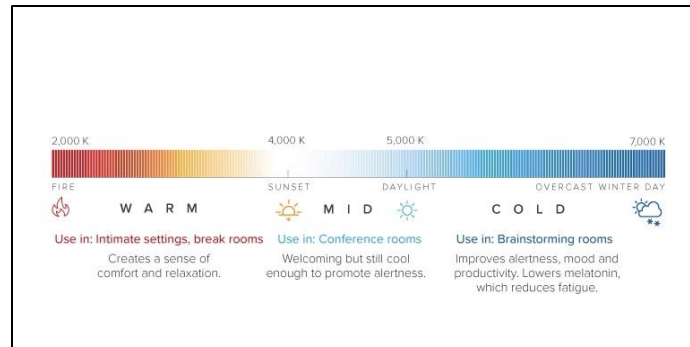 2,000 K 4,000 K 5,000 K 7,000 K
FIRE SUNSET DAYLIGHT OVERCAST WINTER DAY
WARM MID COLD
Use in: Intimate settings, break rooms
Creates a sense of
comfort and relaxation.
Use in: Conference rooms
Welcoming but still cool
enough to promote alertness.
Use in: Brainstorming rooms
Improves alertness, mood and
productivity. Lowers melatonin,
which reduces fatigue.